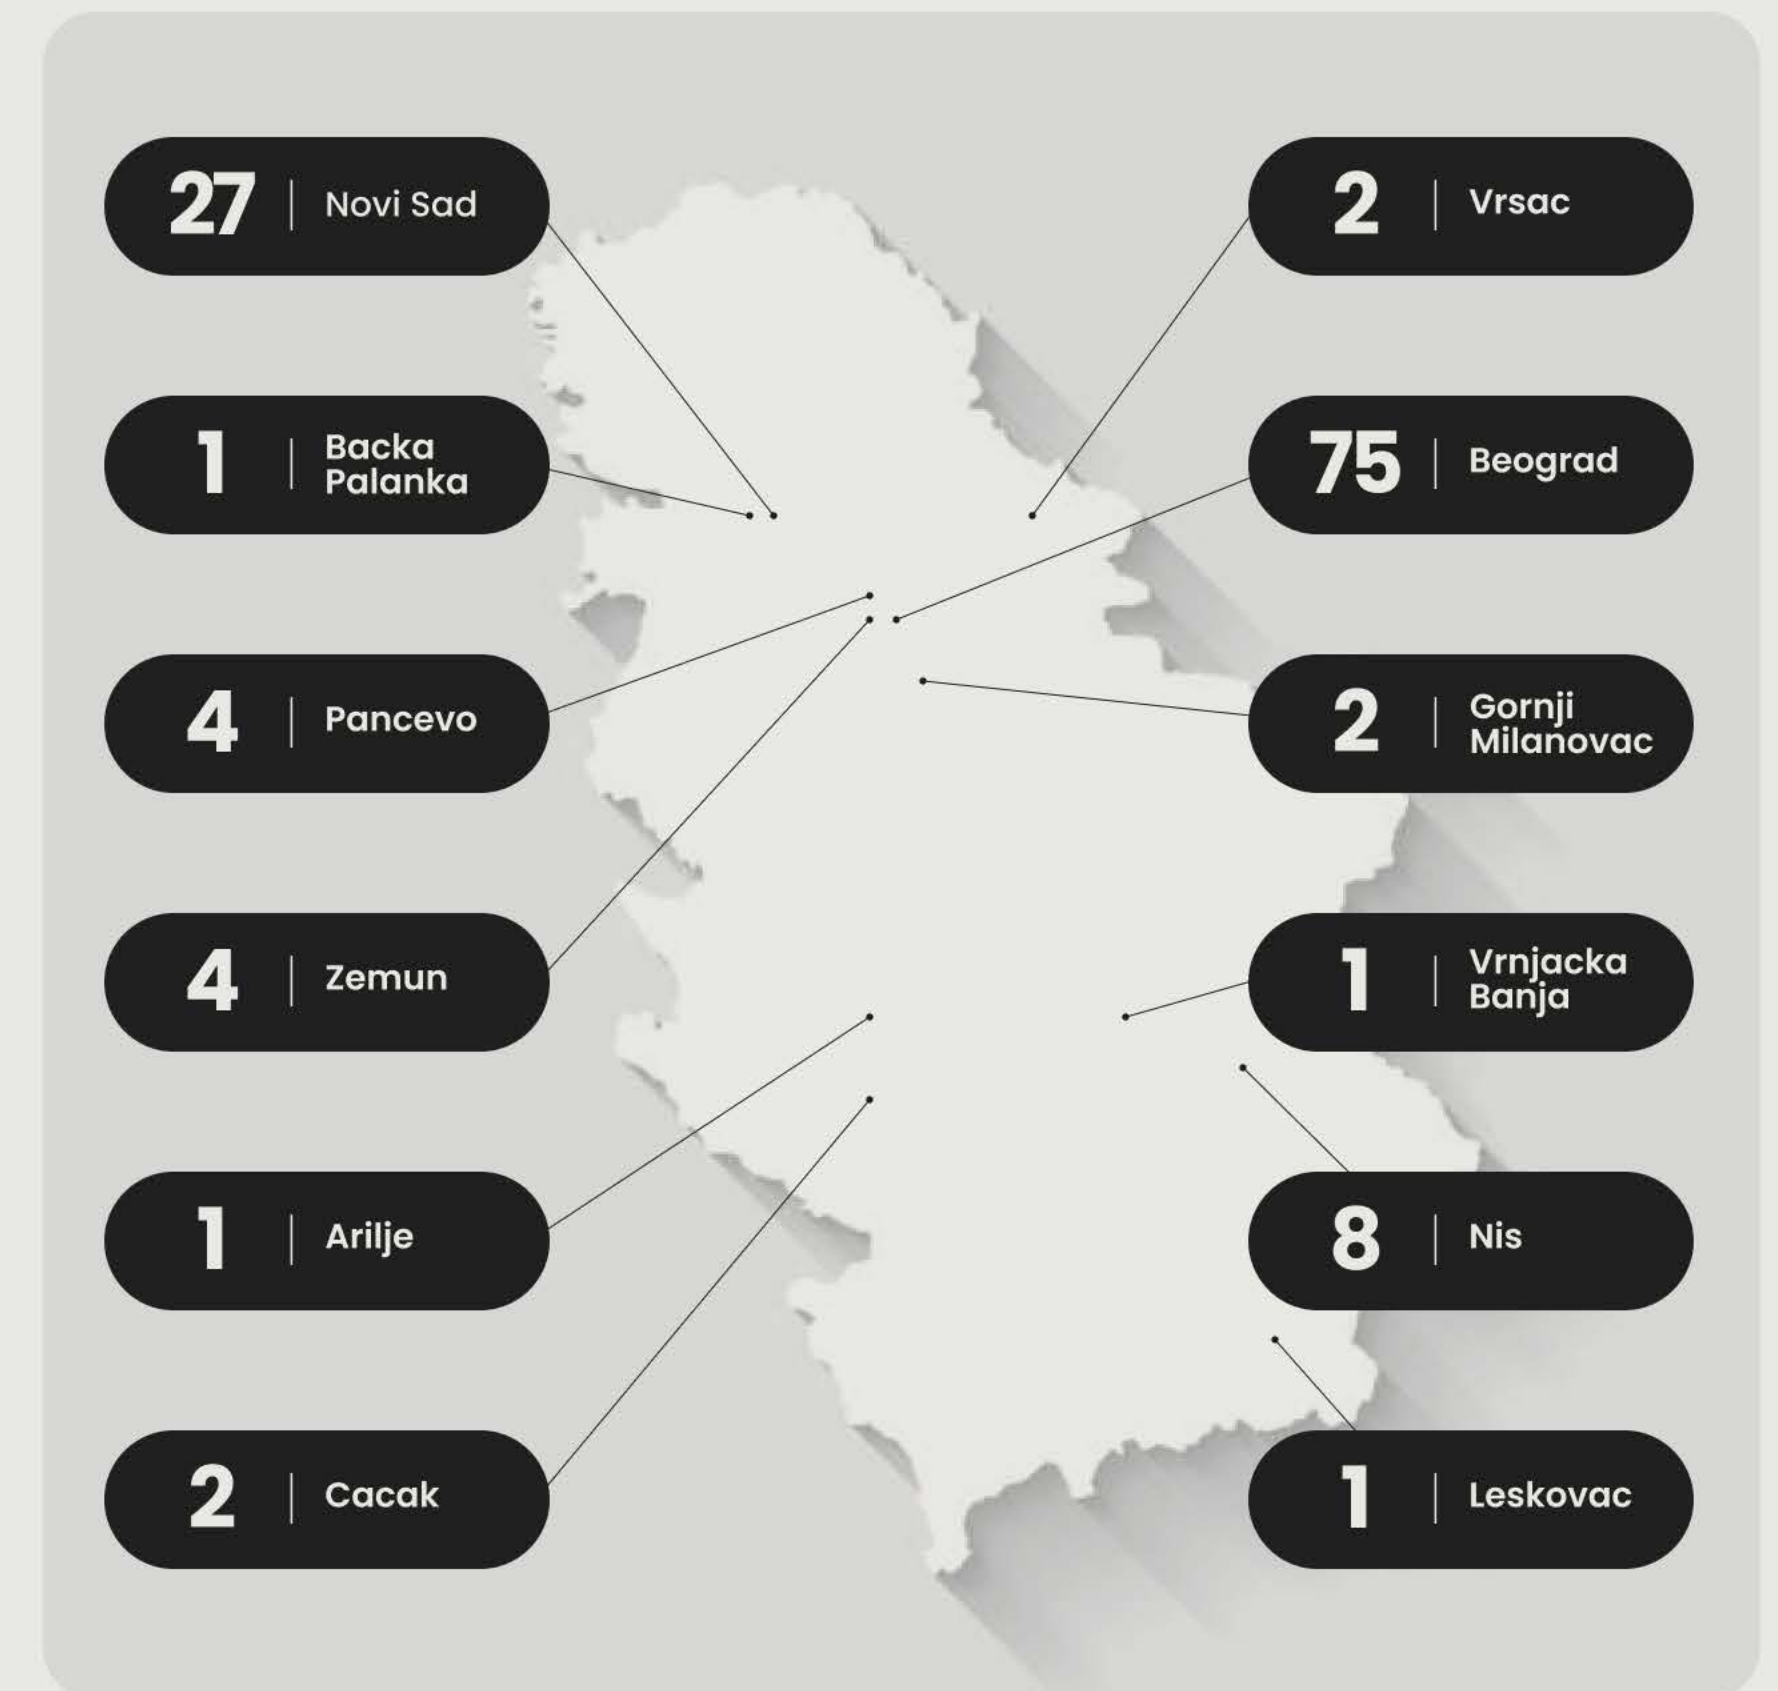 27 | Novi Sad
1 | Backa
Palanka
4 | Pancevo
4 | Zemun
1 | Arilje
2 | Cacak
2 | Vrsac
75 | Beograd
2 | Gornji
Milanovac
1 | Vrnjacka
Banja
8 | Nis
1 | Leskovac